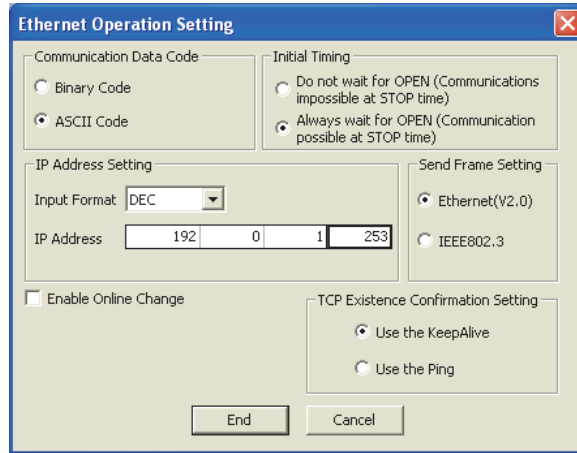 Ethernet Operation Setting
Communication Data Code
Binary Code
ASCII Code
Initial Timing
Do not wait for OPEN (Communications
impossible at STOP time)
Always wait for OPEN (Communication
possible at STOP time)
IP Address Setting
Input Format DEC
IP Address 192 0 1 253
Send Frame Setting
Ethernet(V2.0)
IEEE802.3
Enable Online Change
TCP Existence Confirmation Setting
Use the KeepAlive
Use the Ping
End Cancel